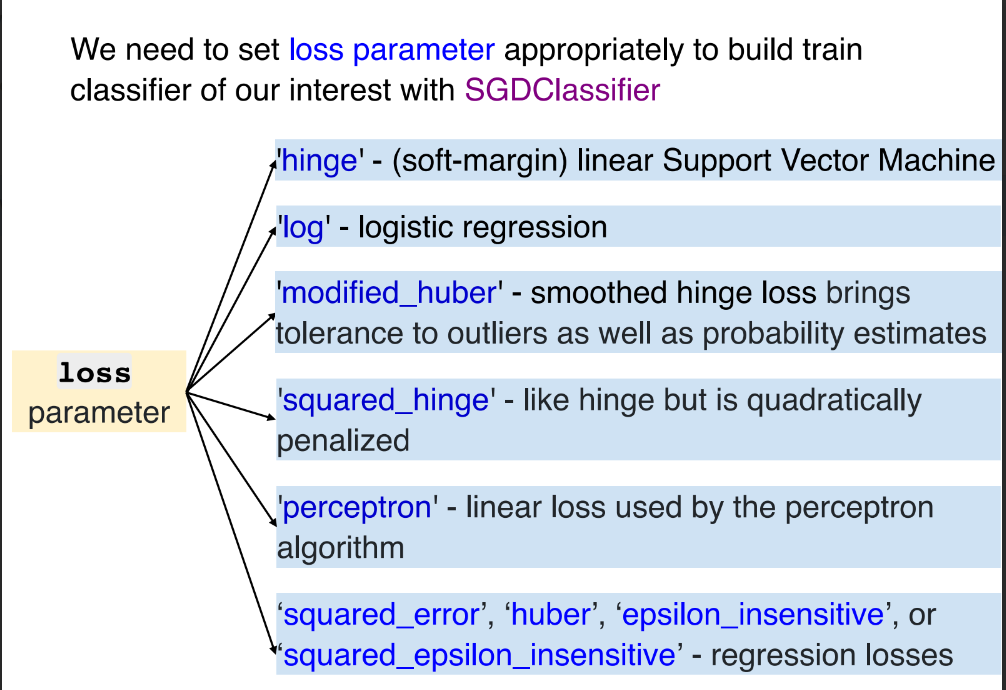 We need to set loss parameter appropriately to build train
classifier of our interest with SGDClassifier
'hinge' - (soft-margin) linear Support Vector Machine
'log' - logistic regression
'modified_huber' - smoothed hinge loss brings
tolerance to outliers as well as probability estimates
loss
parameter
'squared_hinge' - like hinge but is quadratically
penalized
'perceptron' - linear loss used by the perceptron
algorithm
‘squared_error’, ‘huber’, ‘epsilon_insensitive’, or
‘squared_epsilon_insensitive’ - regression losses